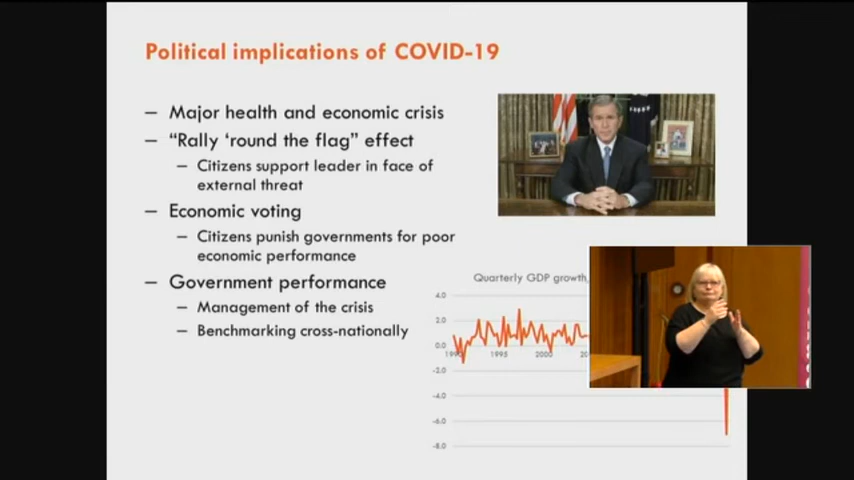 Political implications of COVID-19
– Major health and economic crisis
– “Rally ‘round the flag” effect
– Citizens support leader in face of
external threat
– Economic voting
– Citizens punish governments for poor
economic performance
– Government performance
– Management of the crisis
– Benchmarking cross-nationally
Quarterly GDP growth,
4.0
2.0
0.0
1995
2000
-2.0
-4.0
-6.0
-8.0